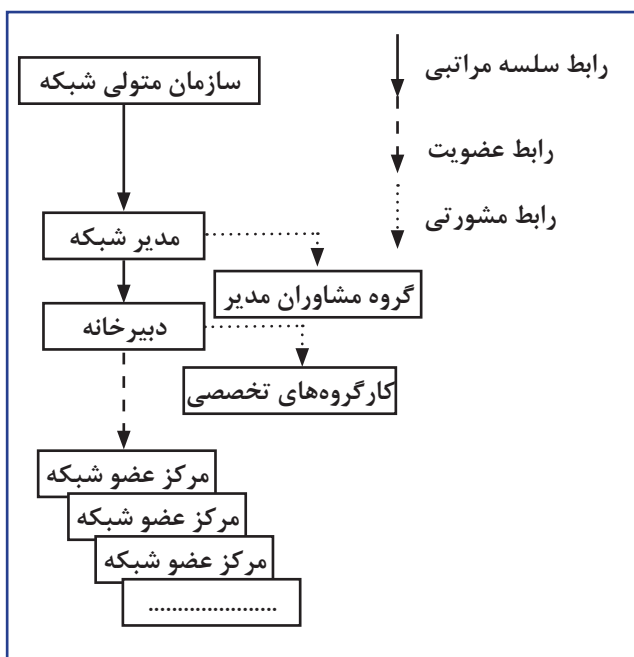 سازمان متولی شبکه
رابط سلسه مراتبی
رابط عضویت
رابط مشورتی
مدیر شبکه
گروه مشاوران مدیر
دبیرخانه
کارگروه‌های تخصصی
مرکز عضو شبکه
مرکز عضو شبکه
مرکز عضو شبکه
......................